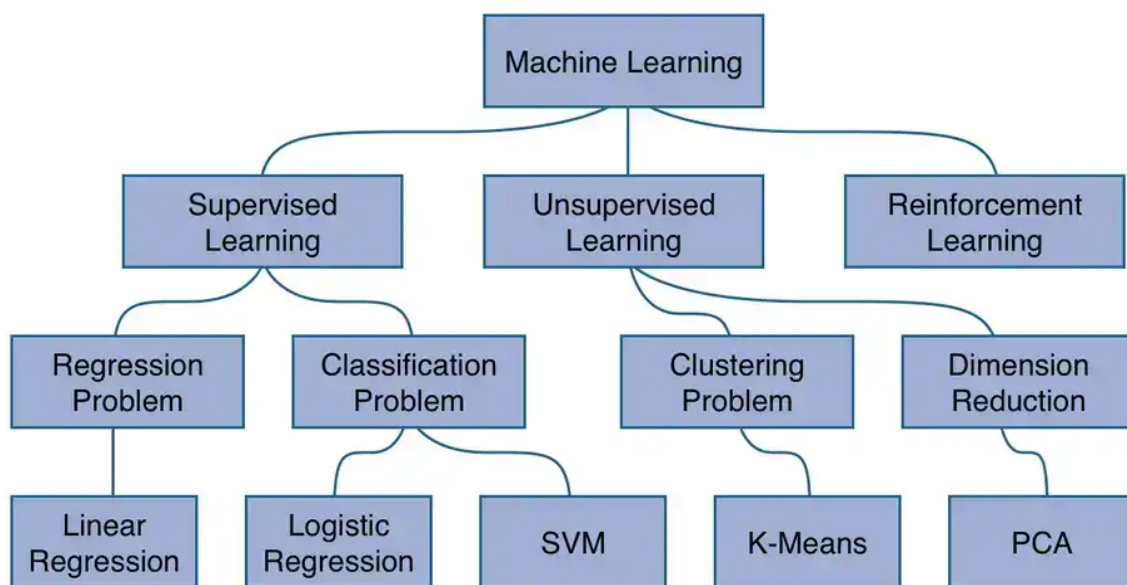 Machine Learning
Supervised
Learning
Unsupervised
Learning
Reinforcement
Learning
Regression
Problem
Classification
Problem
Clustering
Problem
Dimension
Reduction
Linear
Regression
Logistic
Regression
SVM
K-Means
PCA